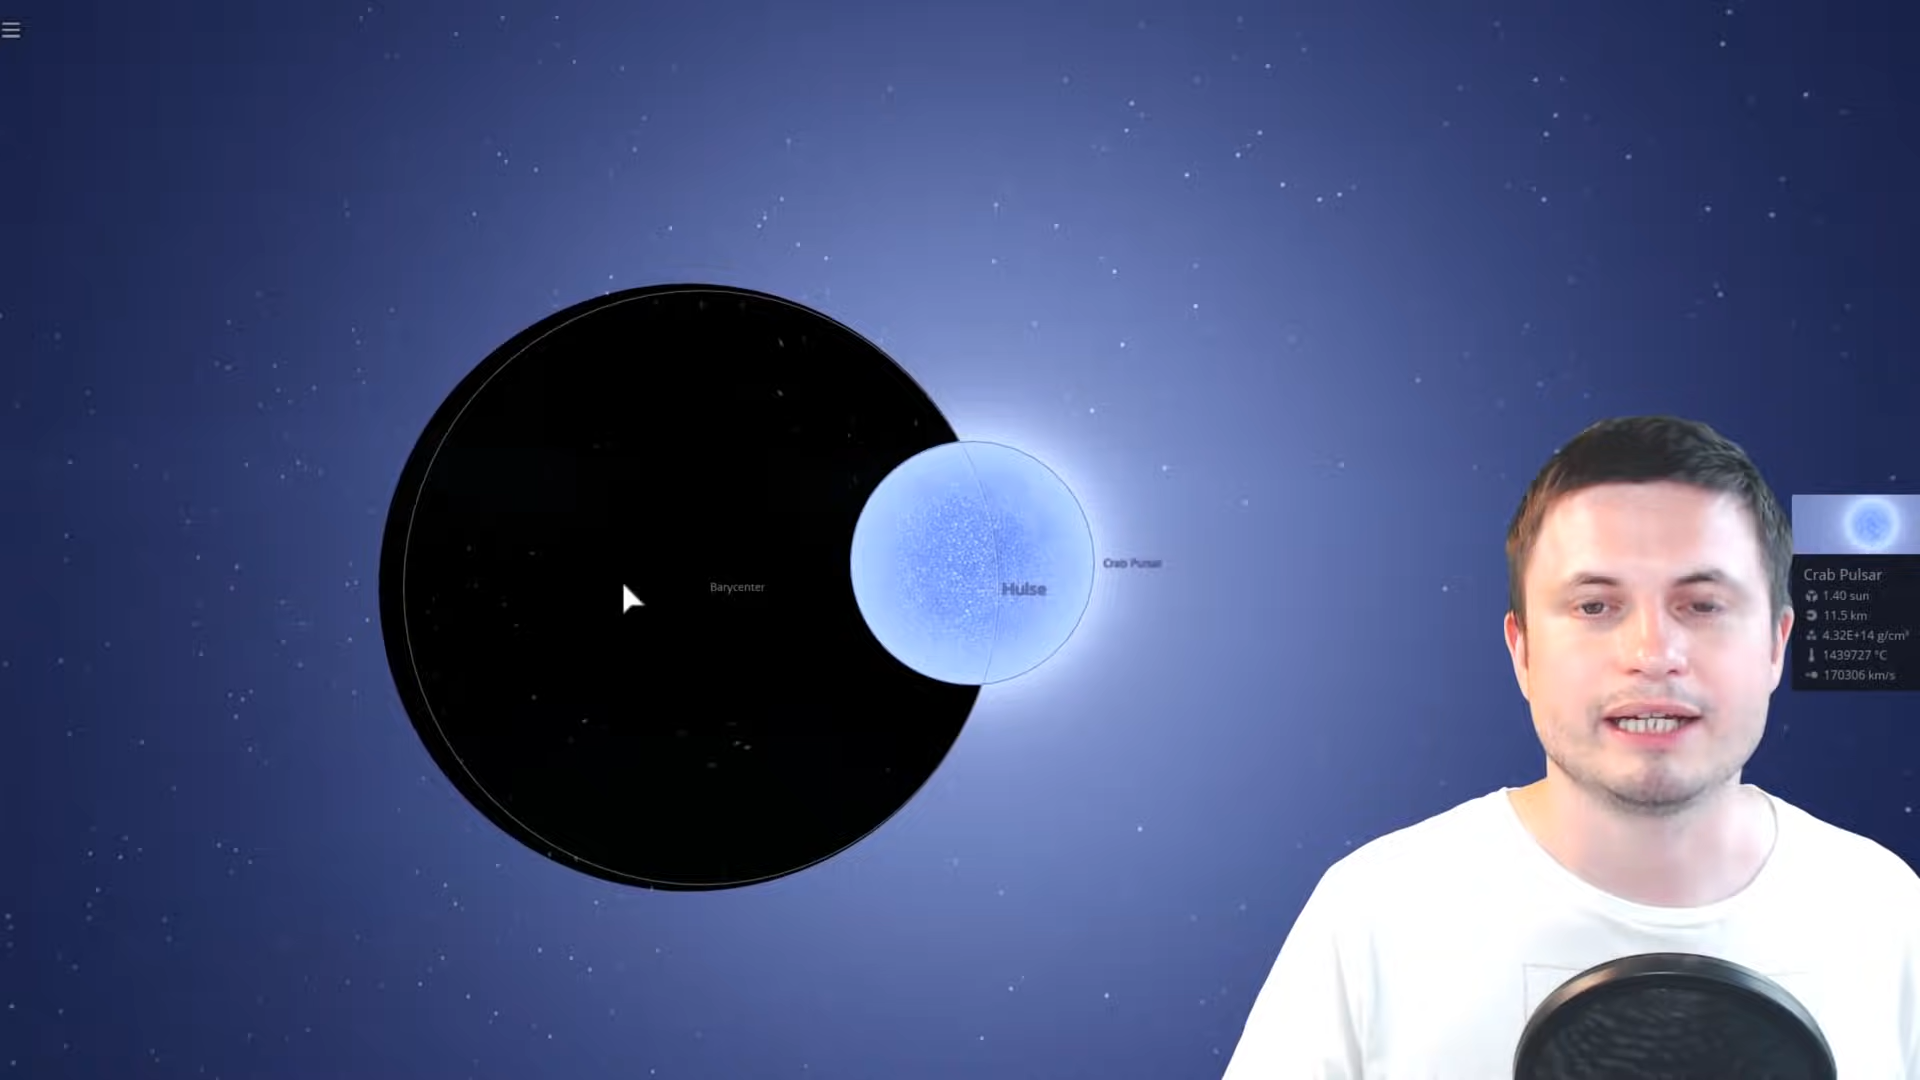 Barycenter
Hulse
Crab Pulsar
Crab Pulsar
1.40 sun
11.5 km
4.32E+14 g/cm³
1439727 °C
170306 km/s